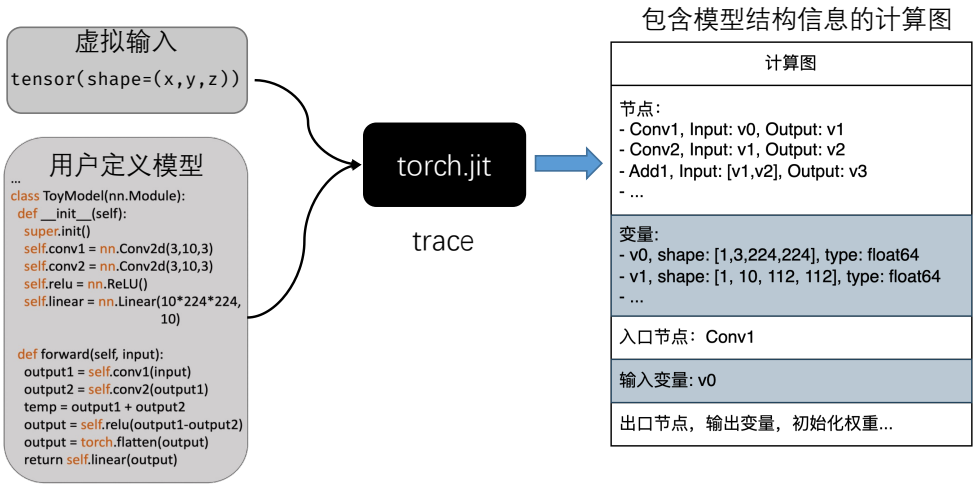 虚拟输入
tensor(shape=(x,y,z))
用户定义模型
...
class ToyModel(nn.Module):
def __init__(self):
super.init()
self.conv1 = nn.Conv2d(3,10,3)
self.conv2 = nn.Conv2d(3,10,3)
self.relu = nn.ReLU()
self.linear = nn.Linear(10*224*224,
10)
def forward(self, input):
output1 = self.conv1(input)
output2 = self.conv2(output1)
temp = output1 + output2
output = self.relu(output1-output2)
output = torch.flatten(output)
return self.linear(output)
torch.jit
trace
包含模型结构信息的计算图
计算图
节点：
- Conv1, Input: v0, Output: v1
- Conv2, Input: v1, Output: v2
- Add1, Input: [v1,v2], Output: v3
- ...
变量:
- v0, shape: [1,3,224,224], type: float64
- v1, shape: [1, 10, 112, 112], type: float64
- ...
入口节点：Conv1
输入变量: v0
出口节点，输出变量，初始化权重...